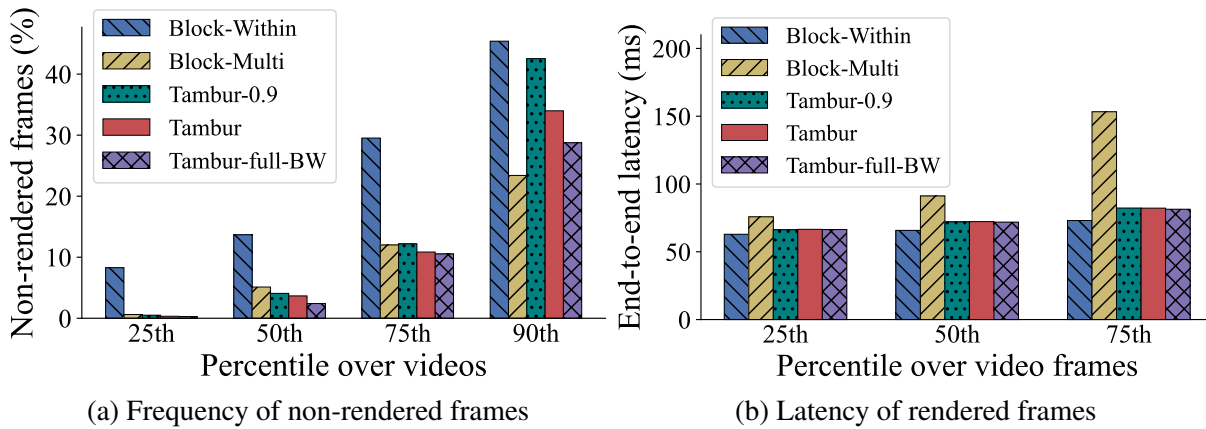 Non-rendered frames (%)
40
30
20
10
0
Block-Within
Block-Multi
Tambur-0.9
Tambur
Tambur-full-BW
25th 50th 75th 90th
Percentile over videos
(a) Frequency of non-rendered frames
End-to-end latency (ms)
200
150
100
50
0
Block-Within
Block-Multi
Tambur-0.9
Tambur
Tambur-full-BW
25th 50th 75th
Percentile over video frames
(b) Latency of rendered frames